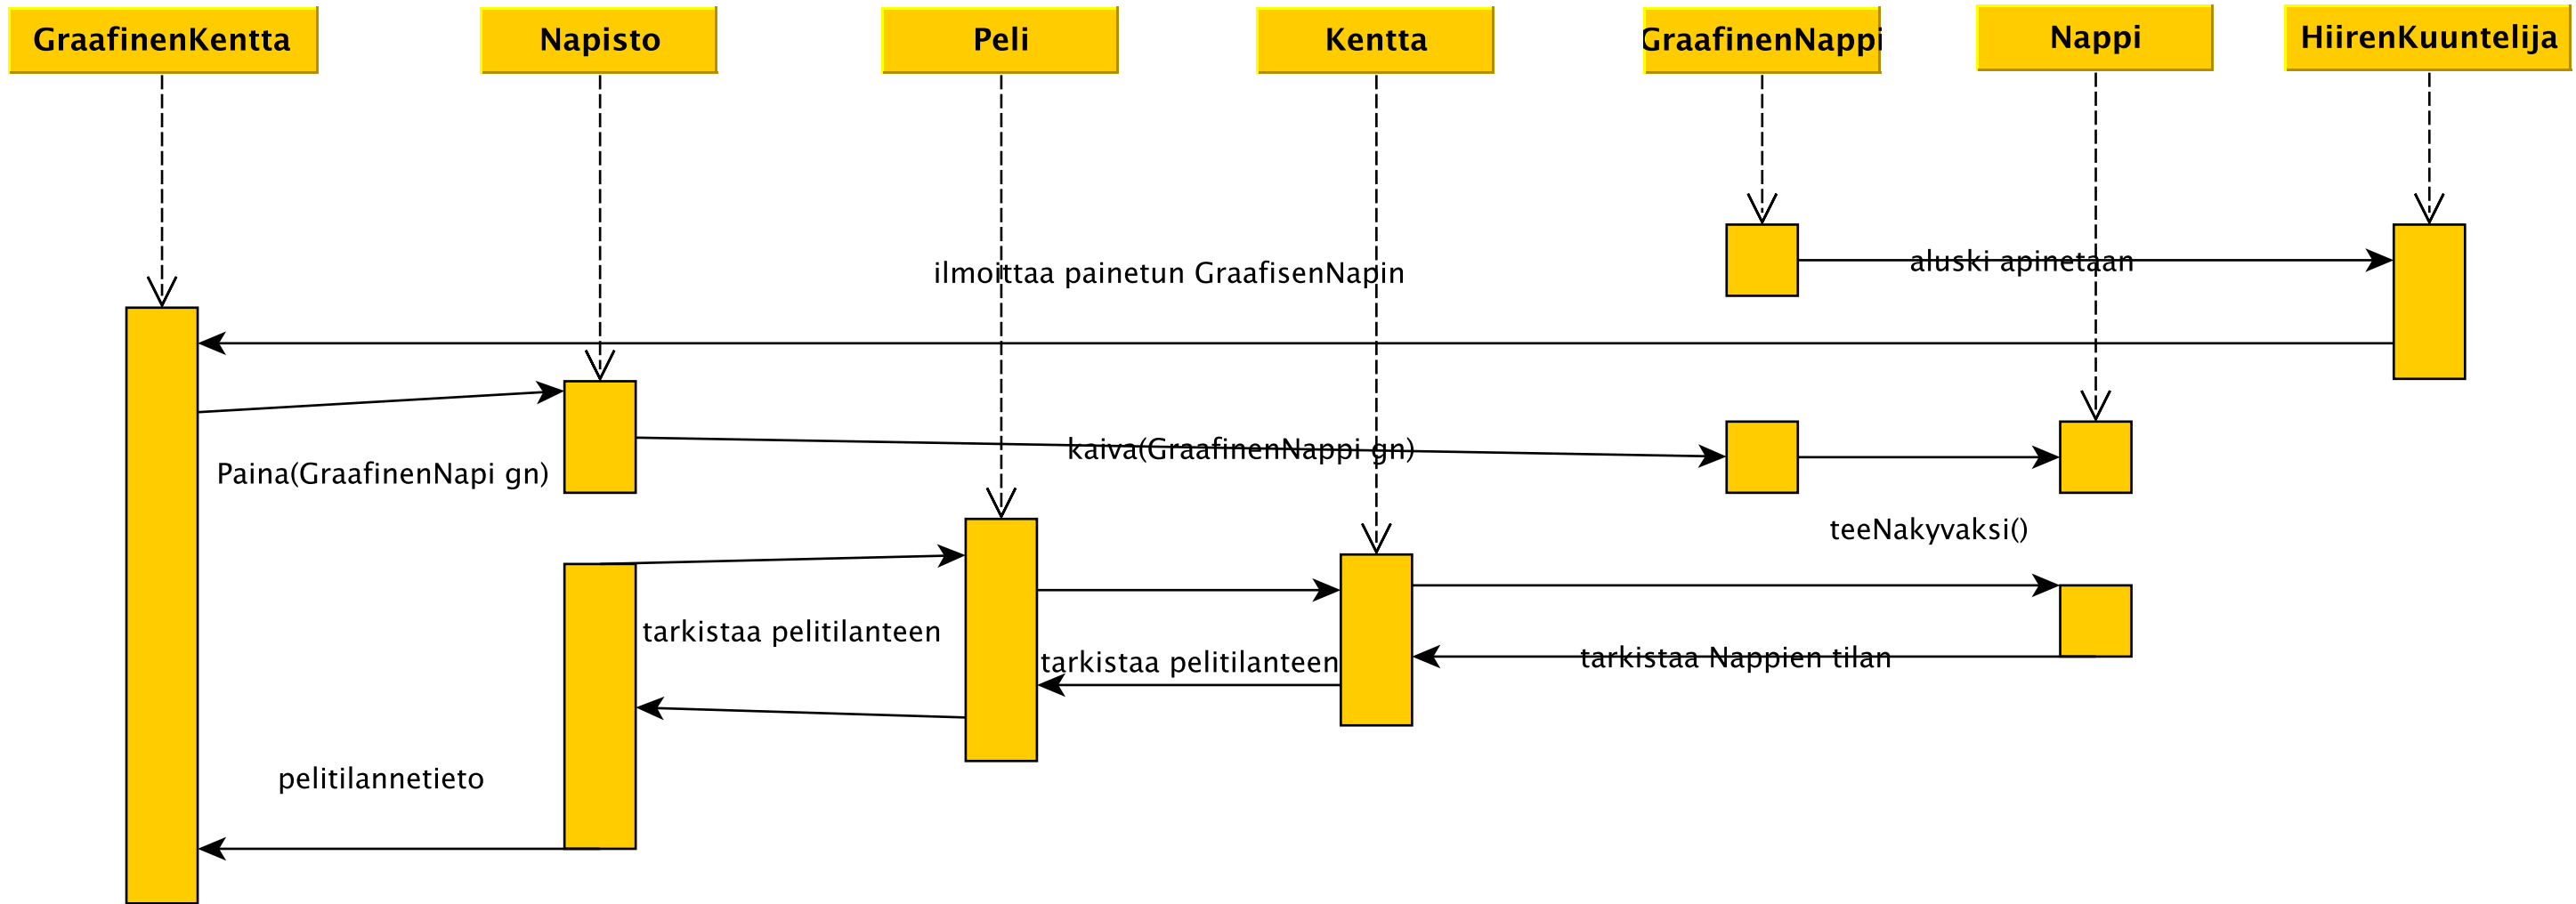 GraafinenKentta
Napisto
Peli
Kentta
GraafinenNappi
Nappi
HiirenKuuntelija
aluski apinetaan
ilmoittaa painetun GraafisenNapin
kaiva(GraafinenNappi gn)
Paina(GraafinenNapi gn)
teeNakyvaksi()
tarkistaa pelitilanteen
tarkistaa pelitilanteen
tarkistaa Nappien tilan
pelitilannetieto